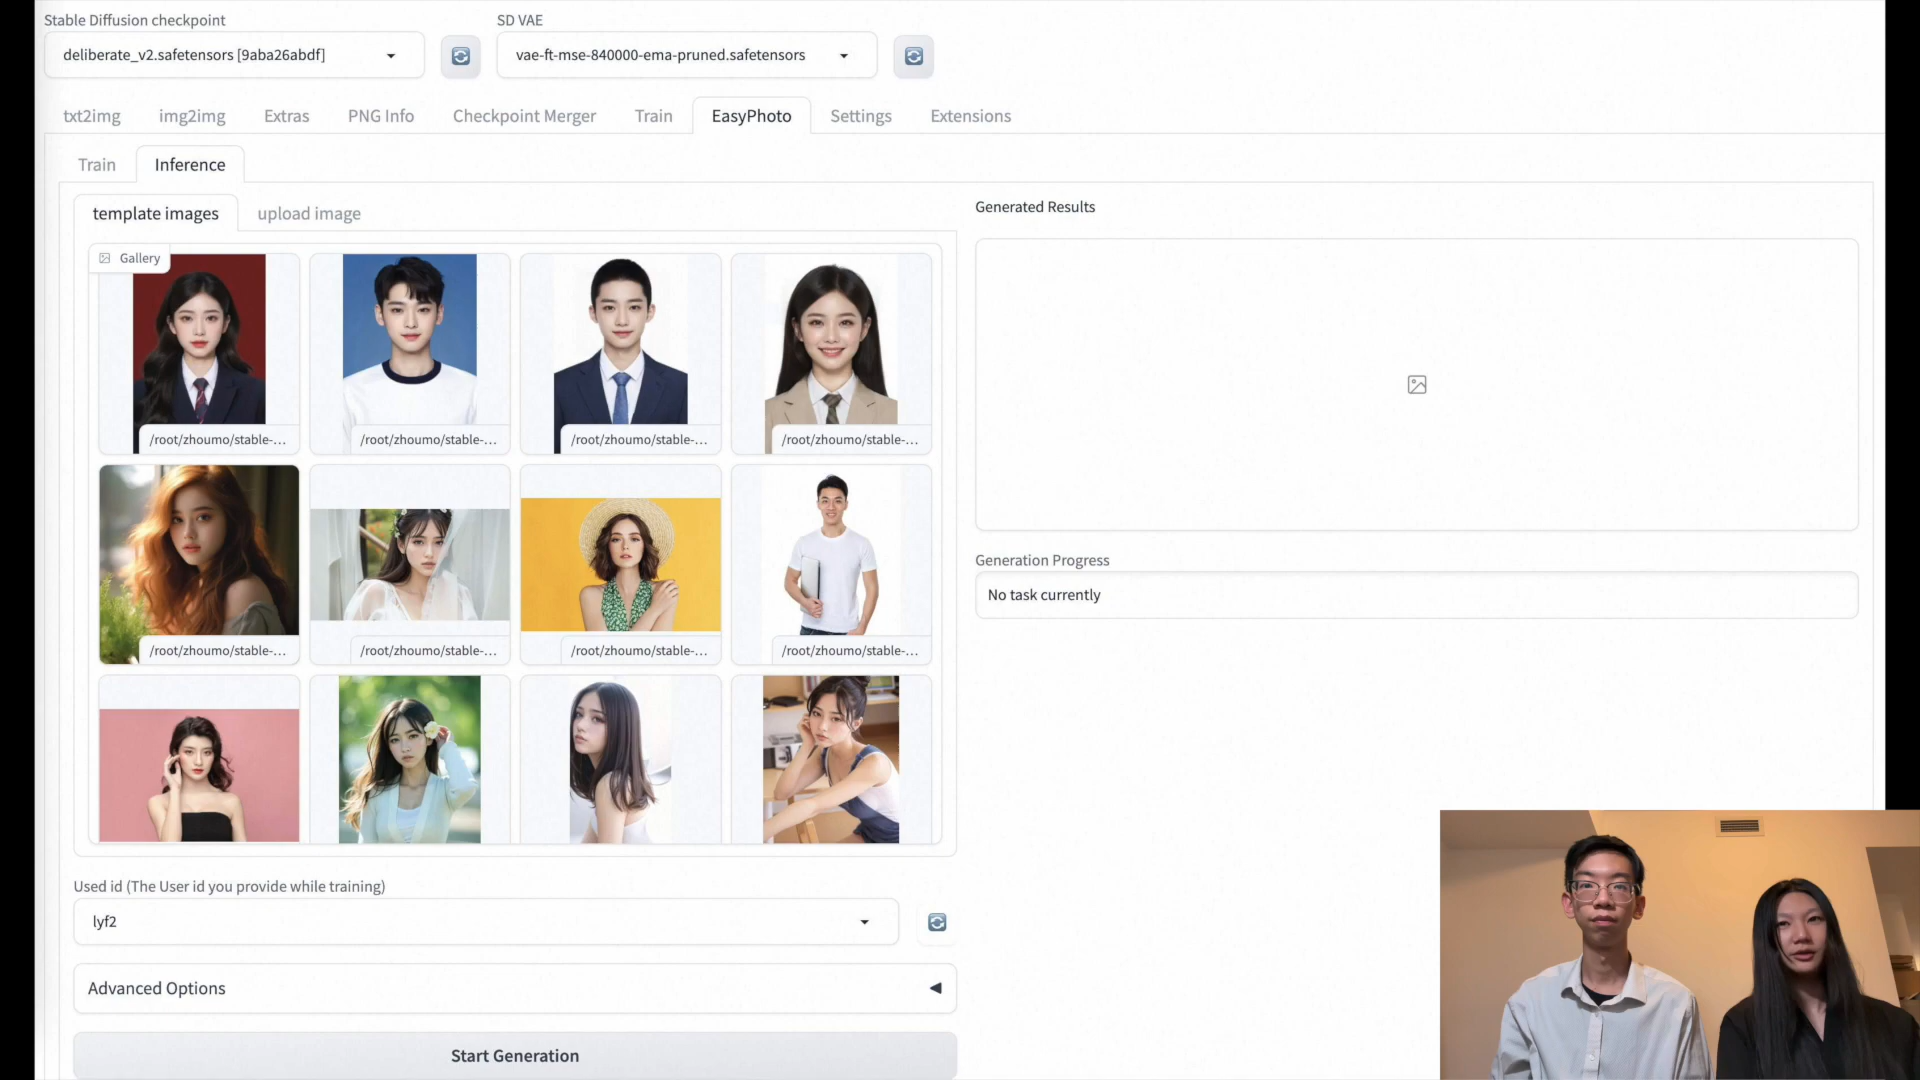 Stable Diffusion checkpoint
SD VAE
deliberate_v2.safetensors [9aba26abdf]
vae-ft-mse-840000-ema-pruned.safetensors
txt2img img2img Extras PNG Info Checkpoint Merger Train EasyPhoto Settings Extensions
Train Inference
template images upload image
Generated Results
Gallery
/root/zhoumo/stable-...
/root/zhoumo/stable-...
/root/zhoumo/stable-...
/root/zhoumo/stable-...
/root/zhoumo/stable-...
/root/zhoumo/stable-...
/root/zhoumo/stable-...
/root/zhoumo/stable-...
Generation Progress
No task currently
Used id (The User id you provide while training)
lyf2
Advanced Options
Start Generation